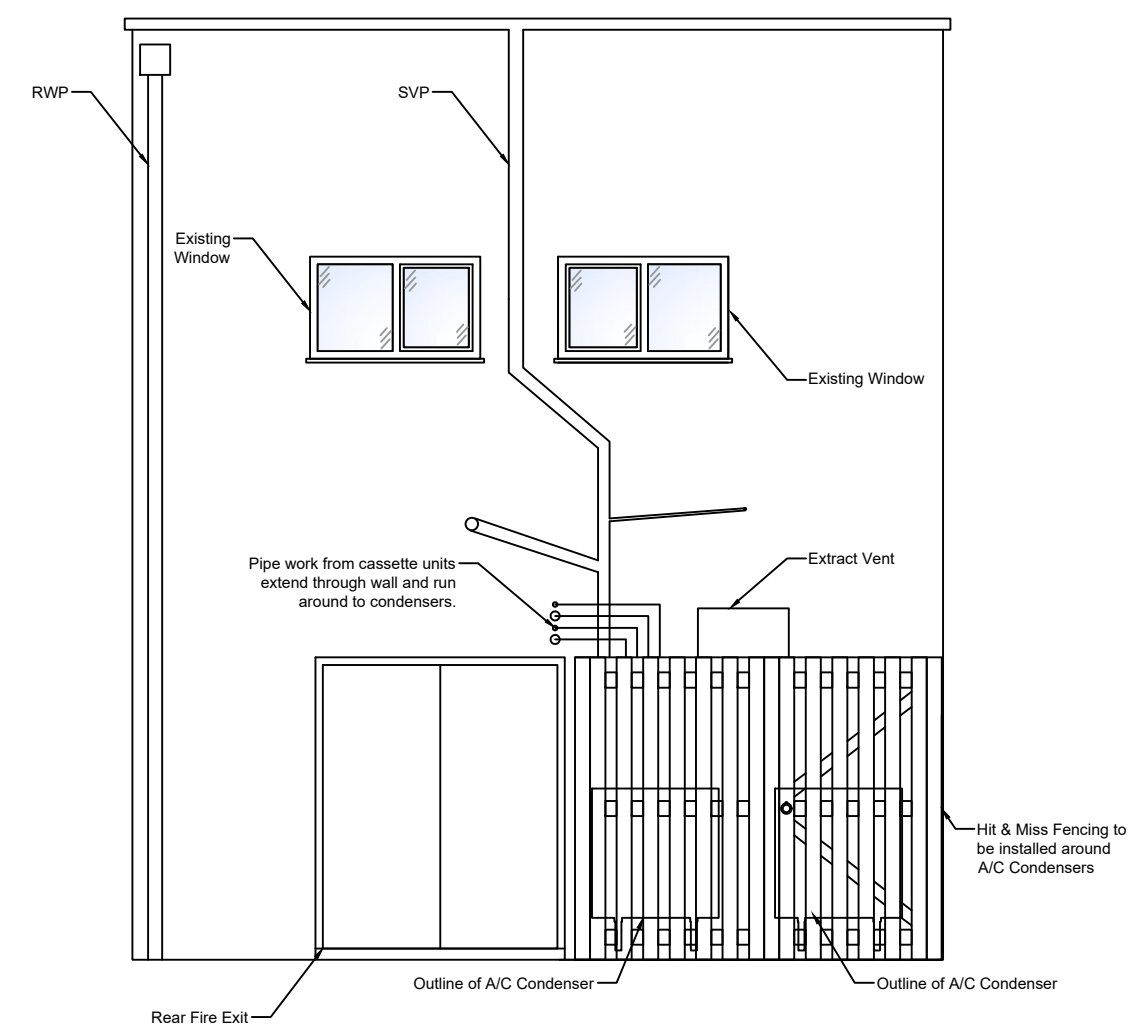 RWP
SVP
Existing
Window
Existing Window
Pipe work from cassette units
extend through wall and run
around to condensers.
Extract Vent
Hit & Miss Fencing to
be installed around
A/C Condensers
Outline of A/C Condenser
Outline of A/C Condenser
Rear Fire Exit